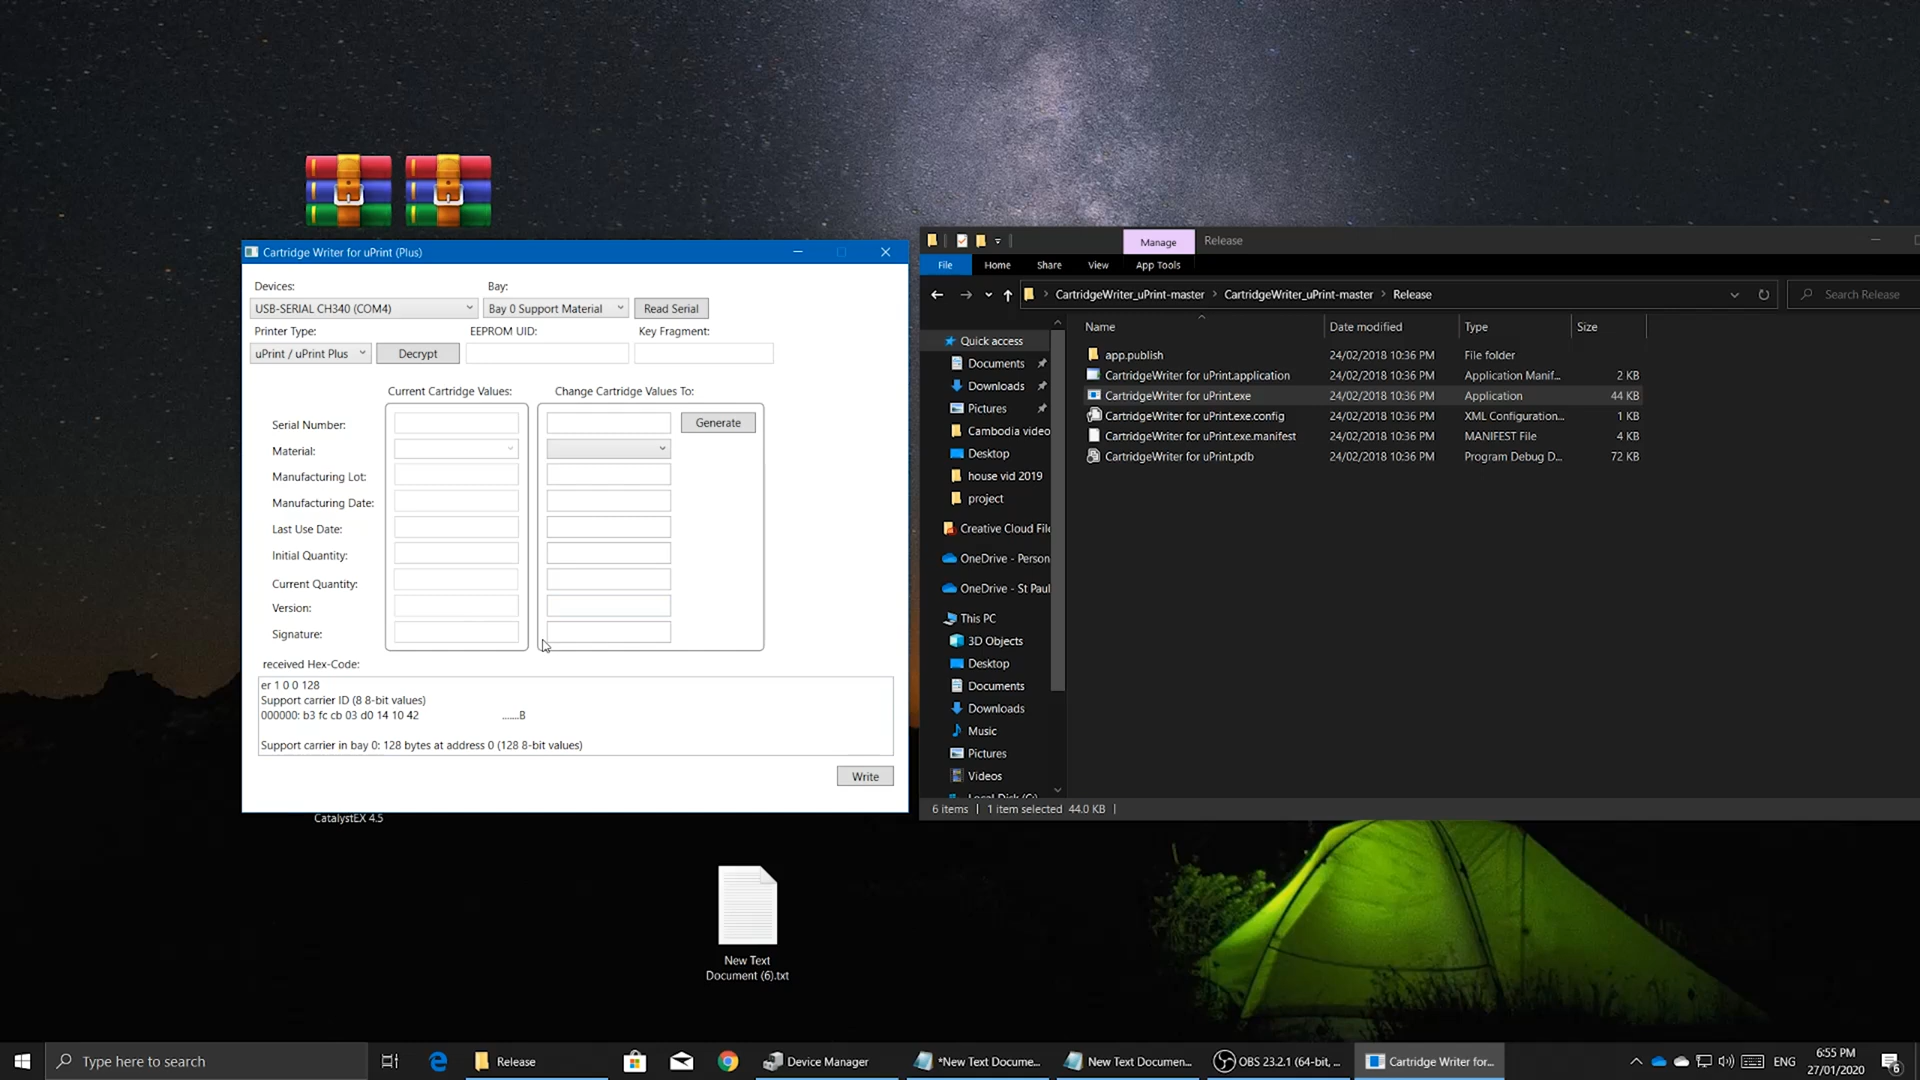 Cartridge Writer for uPrint (Plus)
Devices:
Bay:
USB-SERIAL CH340 (COM4)
Bay 0 Support Material
Read Serial
Printer Type:
EEPROM UID:
Key Fragment:
uPrint / uPrint Plus
Decrypt
Current Cartridge Values:
Change Cartridge Values To:
Serial Number:
Generate
Material:
Manufacturing Lot:
Manufacturing Date:
Last Use Date:
Initial Quantity:
Current Quantity:
Version:
Signature:
received Hex-Code:
er 1 0 0 128
Support carrier ID (8 8-bit values)
000000: b3 fc cb 03 d0 14 10 42 .......B
Support carrier in bay 0: 128 bytes at address 0 (128 8-bit values)
Write
CatalystEX 4.5
New Text
Document (6).txt
Manage
Release
File
Home
Share
View
App Tools
CartridgeWriter_uPrint-master
CartridgeWriter_uPrint-master
Release
Search Release
Name
Date modified
Type
Size
app.publish 24/02/2018 10:36 PM File folder
CartridgeWriter for uPrint.application 24/02/2018 10:36 PM Application Manif... 2 KB
CartridgeWriter for uPrint.exe 24/02/2018 10:36 PM Application 44 KB
CartridgeWriter for uPrint.exe.config 24/02/2018 10:36 PM XML Configuration... 1 KB
CartridgeWriter for uPrint.exe.manifest 24/02/2018 10:36 PM MANIFEST File 4 KB
CartridgeWriter for uPrint.pdb 24/02/2018 10:36 PM Program Debug D... 72 KB
Quick access
Documents
Downloads
Pictures
Cambodia video
Desktop
house vid 2019
project
Creative Cloud File
OneDrive - Person
OneDrive - St Paul
This PC
3D Objects
Desktop
Documents
Downloads
Music
Pictures
Videos
Local Disk (C:)
6 items
1 item selected 44.0 KB
Type here to search
Release
Device Manager
*New Text Docume...
New Text Documen...
OBS 23.2.1 (64-bit, ...
Cartridge Writer for...
ENG
6:55 PM
27/01/2020
6